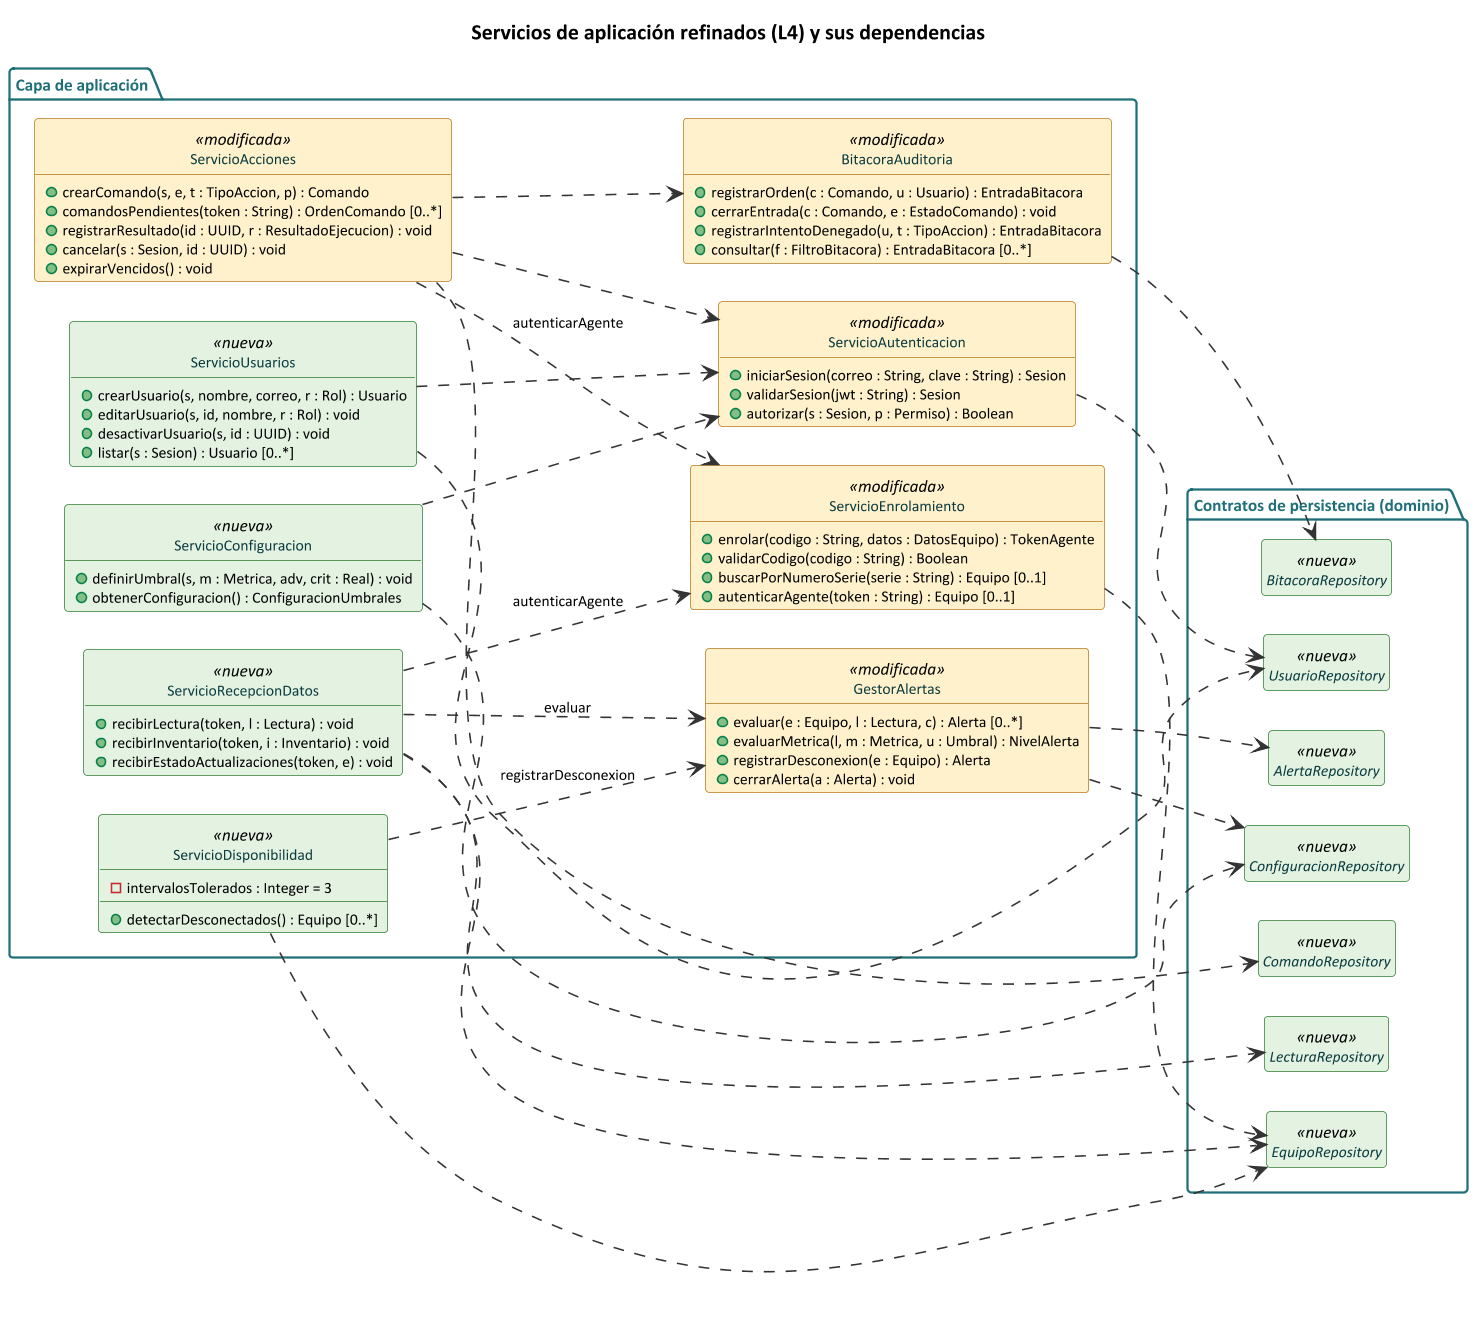 Servicios de aplicación refinados (L4) y sus dependencias
Capa de aplicación
«modificada»
ServicioAcciones
crearComando(s, e, t : TipoAccion, p) : Comando
comandosPendientes(token : String) : OrdenComando [0..*]
registrarResultado(id : UUID, r : ResultadoEjecucion) : void
cancelar(s : Sesion, id : UUID) : void
expirarVencidos() : void
«modificada»
BitacoraAuditoria
registrarOrden(c : Comando, u : Usuario) : EntradaBitacora
cerrarEntrada(c : Comando, e : EstadoComando) : void
registrarIntentoDenegado(u, t : TipoAccion) : EntradaBitacora
consultar(f : FiltroBitacora) : EntradaBitacora [0..*]
autenticarAgente
«nueva»
ServicioUsuarios
crearUsuario(s, nombre, correo, r : Rol) : Usuario
editarUsuario(s, id, nombre, r : Rol) : void
desactivarUsuario(s, id : UUID) : void
listar(s : Sesion) : Usuario [0..*]
«modificada»
ServicioAutenticacion
iniciarSesion(correo : String, clave : String) : Sesion
validarSesion(jwt : String) : Sesion
autorizar(s : Sesion, p : Permiso) : Boolean
«nueva»
ServicioConfiguracion
definirUmbral(s, m : Metrica, adv, crit : Real) : void
obtenerConfiguracion() : ConfiguracionUmbrales
«modificada»
ServicioEnrolamiento
enrolar(codigo : String, datos : DatosEquipo) : TokenAgente
validarCodigo(codigo : String) : Boolean
buscarPorNumeroSerie(serie : String) : Equipo [0..1]
autenticarAgente(token : String) : Equipo [0..1]
autenticarAgente
«nueva»
ServicioRecepcionDatos
recibirLectura(token, l : Lectura) : void
recibirInventario(token, i : Inventario) : void
recibirEstadoActualizaciones(token, e) : void
evaluar
registrarDesconexion
«modificada»
GestorAlertas
evaluar(e : Equipo, l : Lectura, c) : Alerta [0..*]
evaluarMetrica(l, m : Metrica, u : Umbral) : NivelAlerta
registrarDesconexion(e : Equipo) : Alerta
cerrarAlerta(a : Alerta) : void
«nueva»
ServicioDisponibilidad
intervalosTolerados : Integer = 3
detectarDesconectados() : Equipo [0..*]
Contratos de persistencia (dominio)
«nueva»
BitacoraRepository
«nueva»
UsuarioRepository
«nueva»
AlertaRepository
«nueva»
ConfiguracionRepository
«nueva»
ComandoRepository
«nueva»
LecturaRepository
«nueva»
EquipoRepository